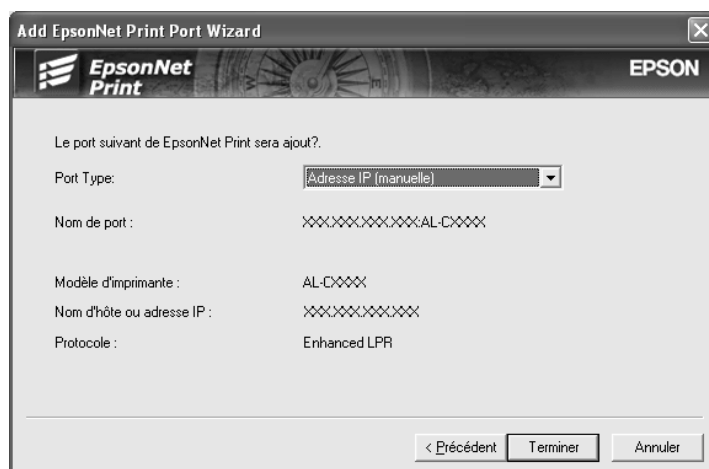 Add EpsonNet Print Port Wizard
EpsonNet
Print
EPSON
Le port suivant de EpsonNet Print sera ajout?.
Port Type:
Adresse IP (manuelle)
Nom de port :
XXX.XXX.XXX.XXX:AL-CXXXX
Modèle d'imprimante :
AL-CXXXX
Nom d'hôte ou adresse IP :
XXX.XXX.XXX.XXX
Protocole :
Enhanced LPR
< Précédent
Terminer
Annuler